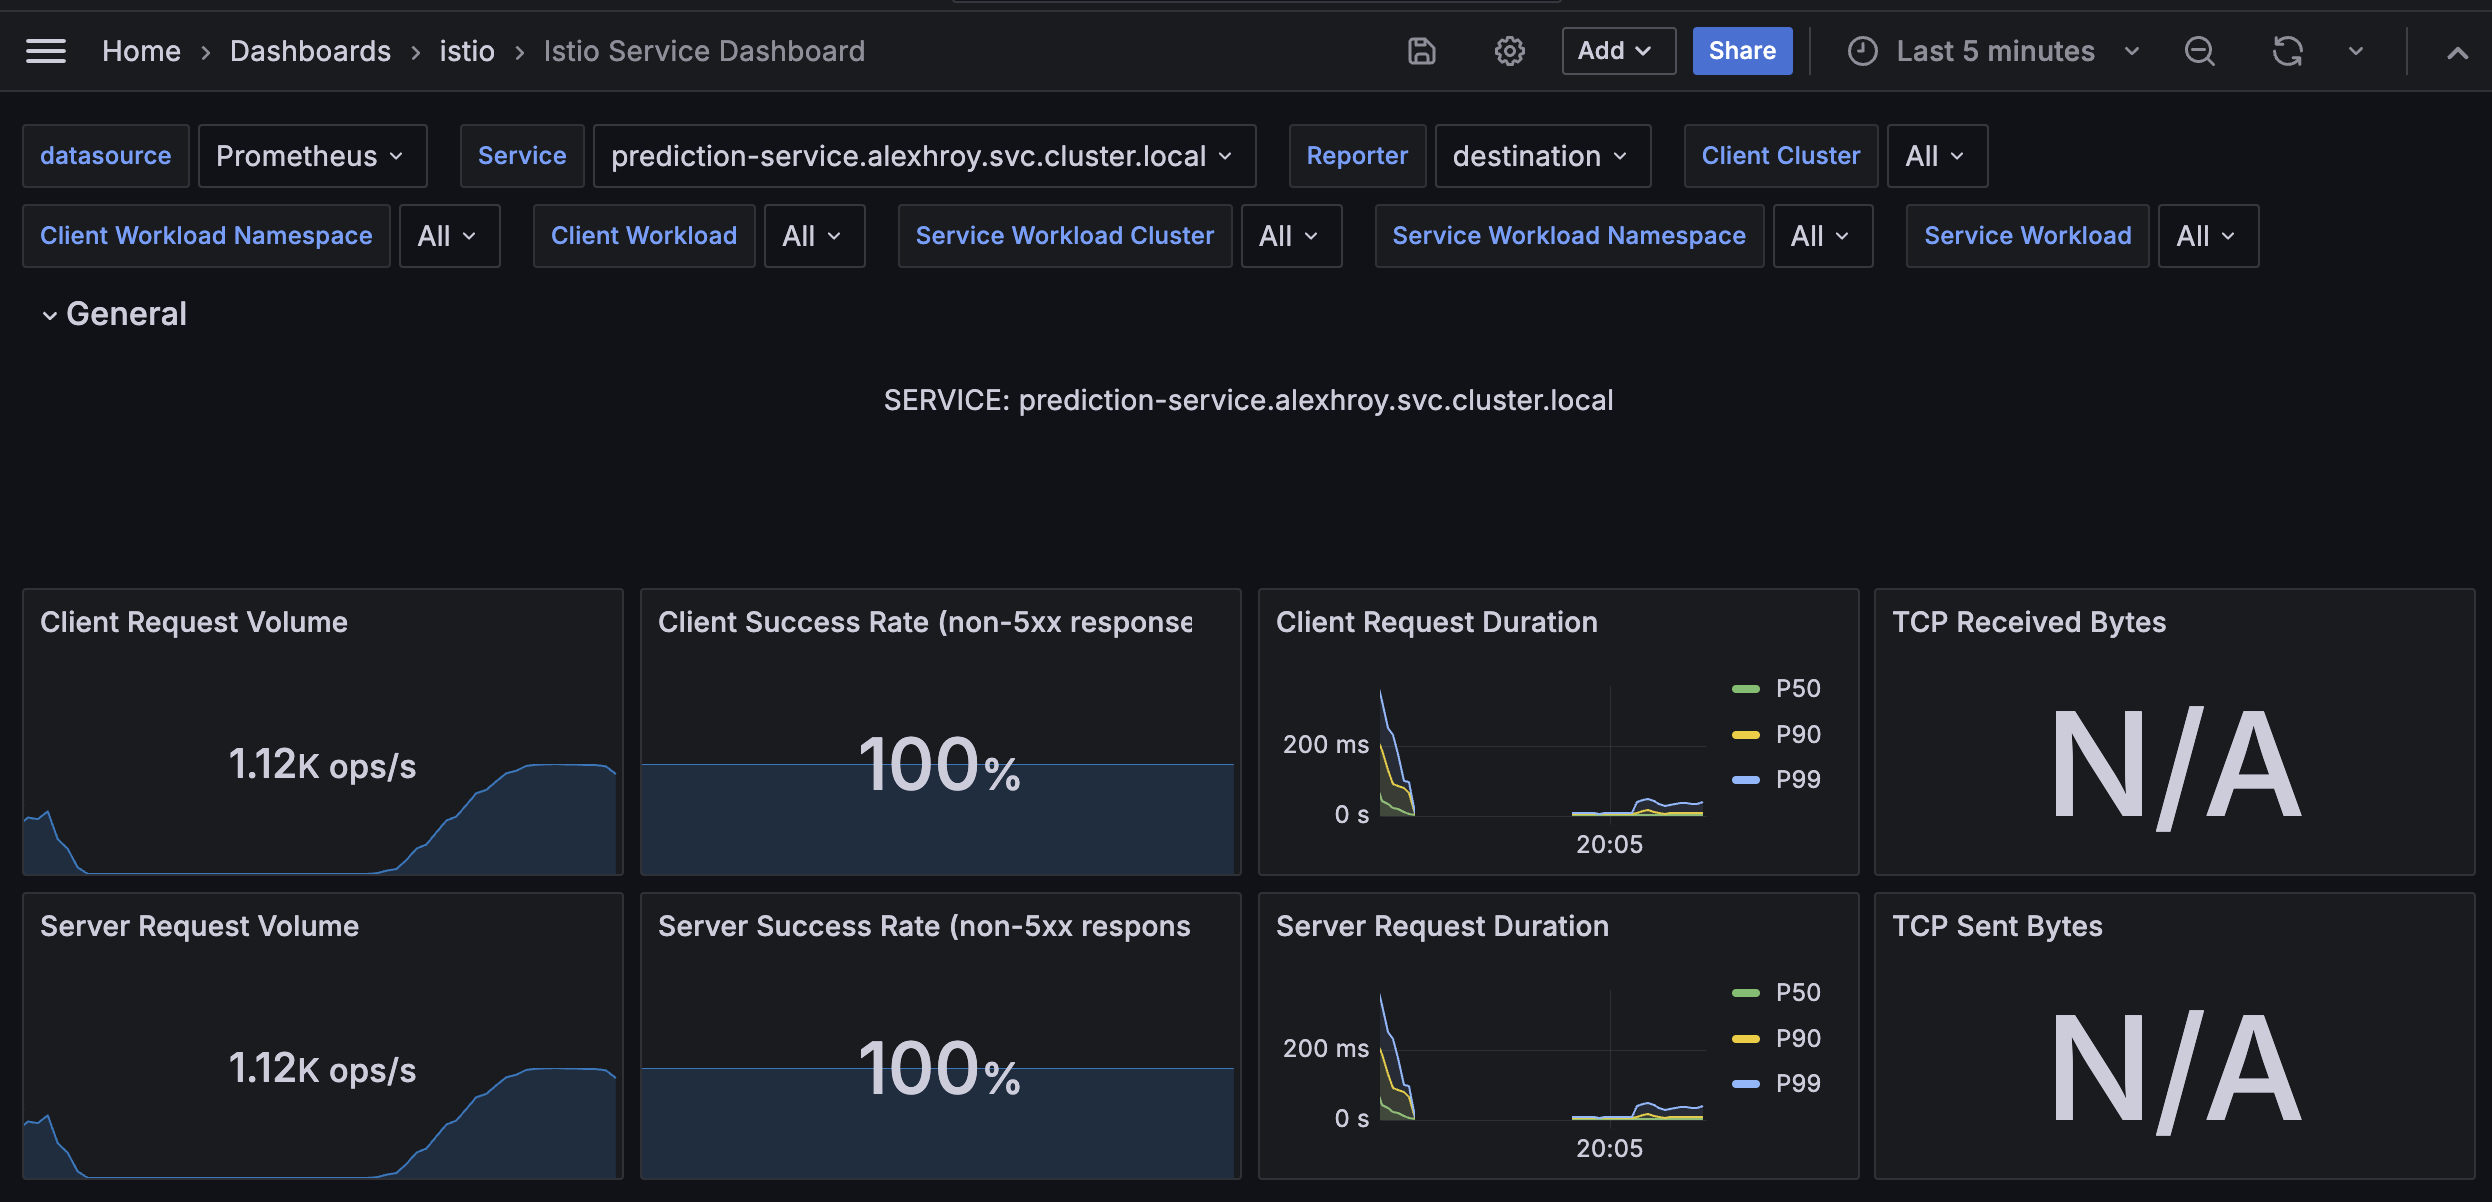 Home › Dashboards › istio › Istio Service Dashboard Add Share Last 5 minutes
datasource Prometheus Service prediction-service.alexhroy.svc.cluster.local Reporter destination Client Cluster All
Client Workload Namespace All Client Workload All Service Workload Cluster All Service Workload Namespace All Service Workload All
General
SERVICE: prediction-service.alexhroy.svc.cluster.local
Client Request Volume
1.12K ops/s
Client Success Rate (non-5xx response
100%
Client Request Duration
200 ms
0 s
20:05
P50
P90
P99
TCP Received Bytes
N/A
Server Request Volume
1.12K ops/s
Server Success Rate (non-5xx respons
100%
Server Request Duration
200 ms
0 s
20:05
P50
P90
P99
TCP Sent Bytes
N/A